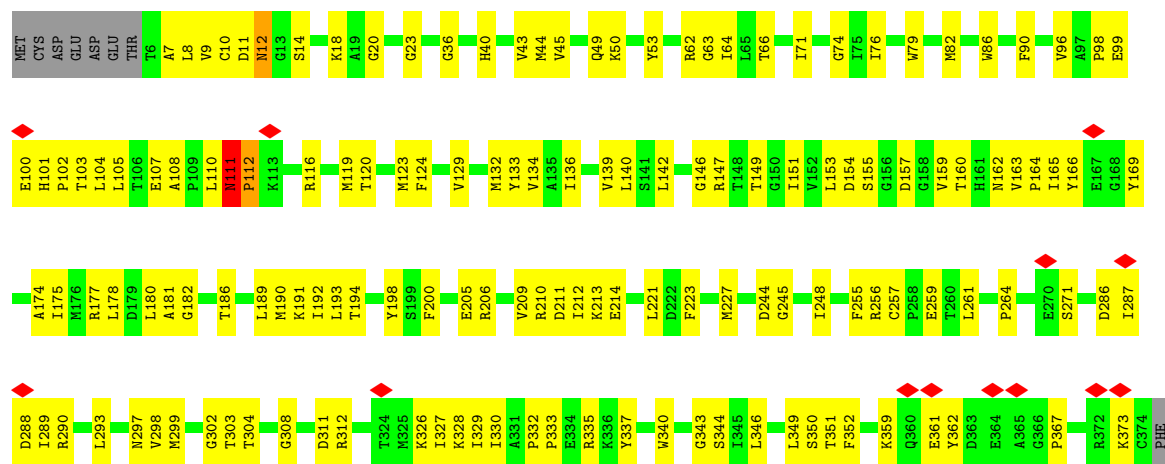 MET CYS ASP GLU ASP GLU THR T6 A7 L8 V9 C10 D11 N12 G13 S14 K18 A19 G20 G23 G36 H40 V43 M44 V45 Q49 K50 Y53 R62 G63 I64 L65 T66 I71 G74 I75 I76 W79 M82 W86 F90 V96 A97 P98 E99
E100 H101 P102 T103 L104 L105 T106 E107 A108 P109 L110 N111 P112 K113 R116 M119 T120 M123 F124 V129 M132 Y133 V134 A135 I136 V139 L140 S141 L142 G146 R147 T148 T149 G150 I151 V152 L153 D154 S155 G156 D157 G158 V159 T160 H161 N162 V163 P164 I165 Y166 E167 G168 Y169
A174 I175 M176 R177 L178 D179 L180 A181 G182 T186 L189 M190 K191 I192 L193 T194 Y198 S199 F200 E205 R206 V209 R210 D211 I212 K213 E214 L221 D222 F223 M227 D244 G245 I248 F255 R256 C257 P258 E259 T260 L261 P264 E270 S271 D286 I287
D288 I289 R290 L293 N297 V298 M299 G302 T303 T304 G308 D311 R312 T324 M325 K326 I327 K328 I329 I330 A331 P332 P333 E334 R335 K336 Y337 W340 G343 S344 I345 L346 L349 S350 T351 F352 K359 Q360 E361 Y362 D363 E364 A365 G366 P367 R372 K373 C374 PHE